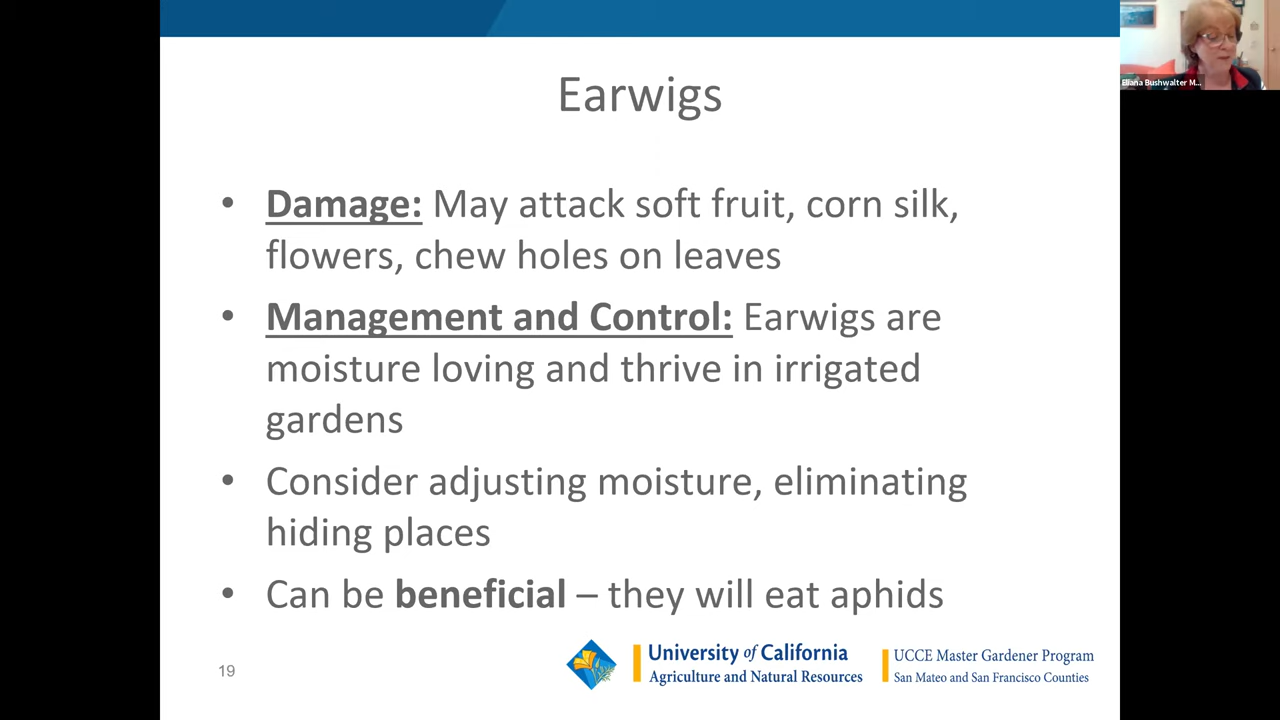 Earwigs
• Damage: May attack soft fruit, corn silk,
flowers, chew holes on leaves
• Management and Control: Earwigs are
moisture loving and thrive in irrigated
gardens
• Consider adjusting moisture, eliminating
hiding places
• Can be beneficial – they will eat aphids
19
University of California
Agriculture and Natural Resources
UCCE Master Gardener Program
San Mateo and San Francisco Counties
Eliana Bushwalter M...